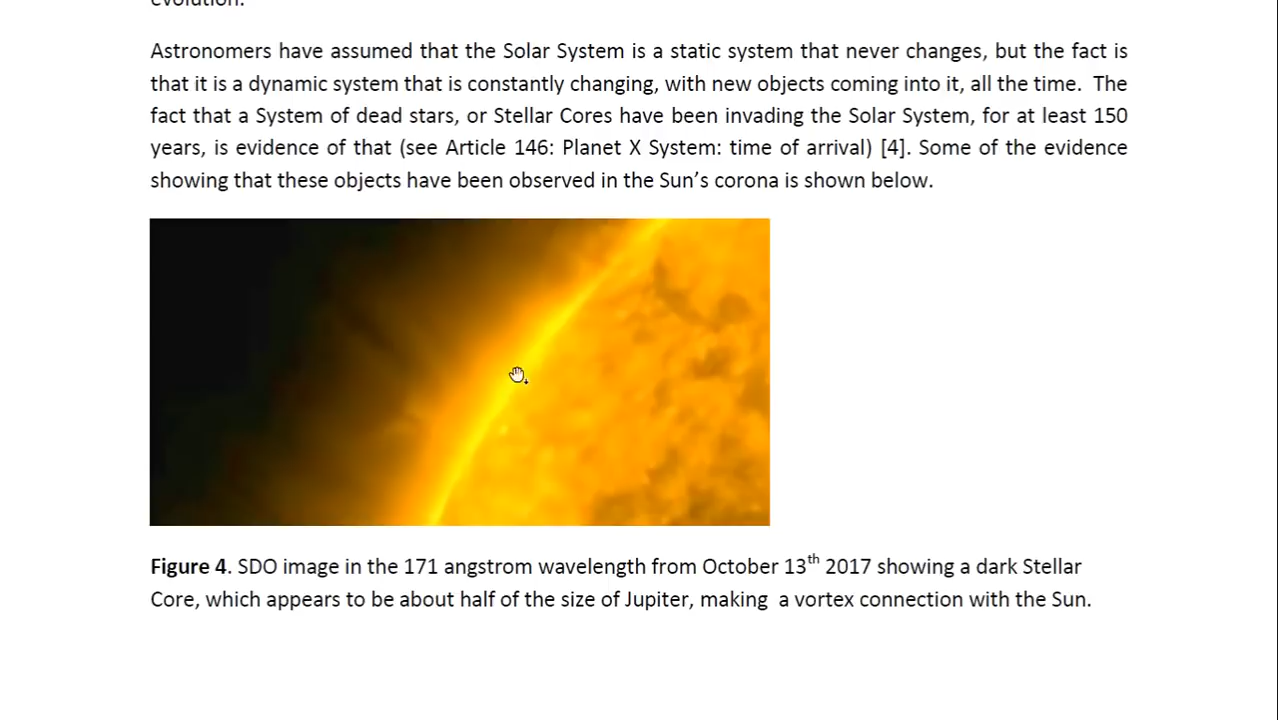 evolution.
Astronomers have assumed that the Solar System is a static system that never changes, but the fact is
that it is a dynamic system that is constantly changing, with new objects coming into it, all the time.  The
fact that a System of dead stars, or Stellar Cores have been invading the Solar System, for at least 150
years, is evidence of that (see Article 146: Planet X System: time of arrival) [4]. Some of the evidence
showing that these objects have been observed in the Sun’s corona is shown below.
Figure 4. SDO image in the 171 angstrom wavelength from October 13th 2017 showing a dark Stellar
Core, which appears to be about half of the size of Jupiter, making  a vortex connection with the Sun.